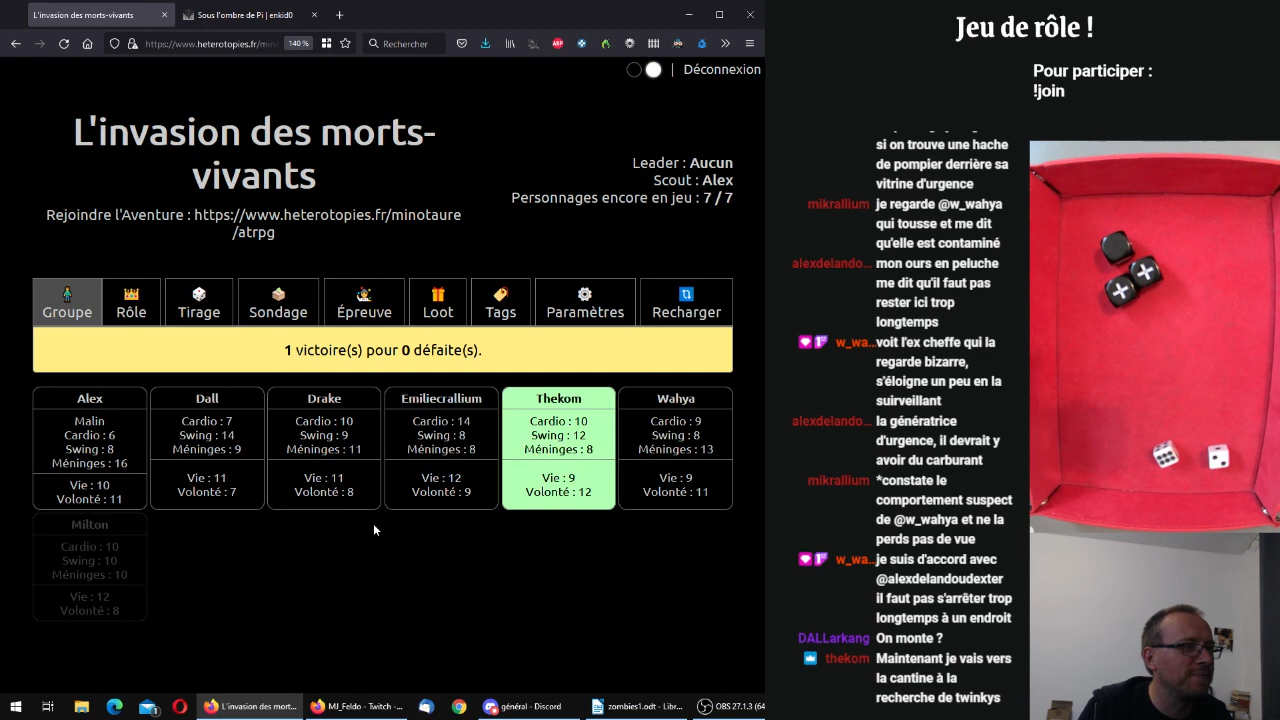 L'invasion des morts-vivants
Sous l'ombre de Pi | enkid0
https://www.heterotopies.fr/min
140 %
Rechercher
Déconnexion
L'invasion des morts-
vivants
Rejoindre l'Aventure : https://www.heterotopies.fr/minotaure
/atrpg
Leader : Aucun
Scout : Alex
Personnages encore en jeu : 7 / 7
Groupe
Rôle
Tirage
Sondage
Épreuve
Loot
Tags
Paramètres
Recharger
1 victoire(s) pour 0 défaite(s).
Alex
Malin
Cardio : 6
Swing : 8
Méninges : 16
Vie : 10
Volonté : 11
Dall
Cardio : 7
Swing : 14
Méninges : 9
Vie : 11
Volonté : 7
Drake
Cardio : 10
Swing : 9
Méninges : 11
Vie : 11
Volonté : 8
Emiliecrallium
Cardio : 14
Swing : 8
Méninges : 8
Vie : 12
Volonté : 9
Thekom
Cardio : 10
Swing : 12
Méninges : 8
Vie : 9
Volonté : 12
Wahya
Cardio : 9
Swing : 8
Méninges : 13
Vie : 9
Volonté : 11
Milton
Cardio : 10
Swing : 10
Méninges : 10
Vie : 12
Volonté : 8
L'invasion des mort...
MJ_Feldo - Twitch -...
général - Discord
zombies1.odt - Libr...
OBS 27.1.3 (64
Jeu de rôle !
Pour participer :
!join
si on trouve une hache
de pompier derrière sa
vitrine d'urgence
mikrallium je regarde @w_wahya
qui tousse et me dit
qu'elle est contaminé
alexdelando... mon ours en peluche
me dit qu'il faut pas
rester ici trop
longtemps
w_wa... voit l'ex cheffe qui la
regarde bizarre,
s'éloigne un peu en la
suirveillant
alexdelando... la génératrice
d'urgence, il devrait y
avoir du carburant
mikrallium *constate le
comportement suspect
de @w_wahya et ne la
perds pas de vue
w_wa... je suis d'accord avec
@alexdelandoudexter
il faut pas s'arrêter trop
longtemps à un endroit
DALLarkang On monte ?
thekom Maintenant je vais vers
la cantine à la
recherche de twinkys